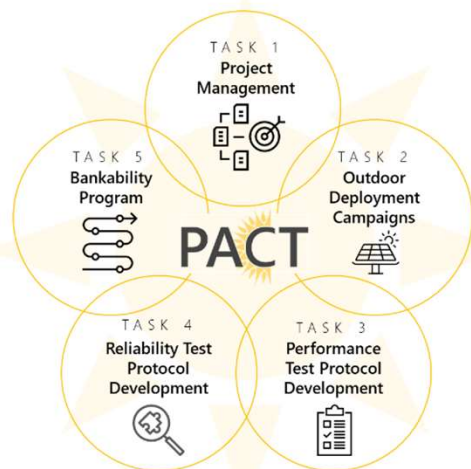 TASK 1
Project
Management
TASK 5
Bankability
Program
TASK 2
Outdoor
Deployment
Campaigns
PACT
TASK 4
Reliability Test
Protocol
Development
TASK 3
Performance
Test Protocol
Development